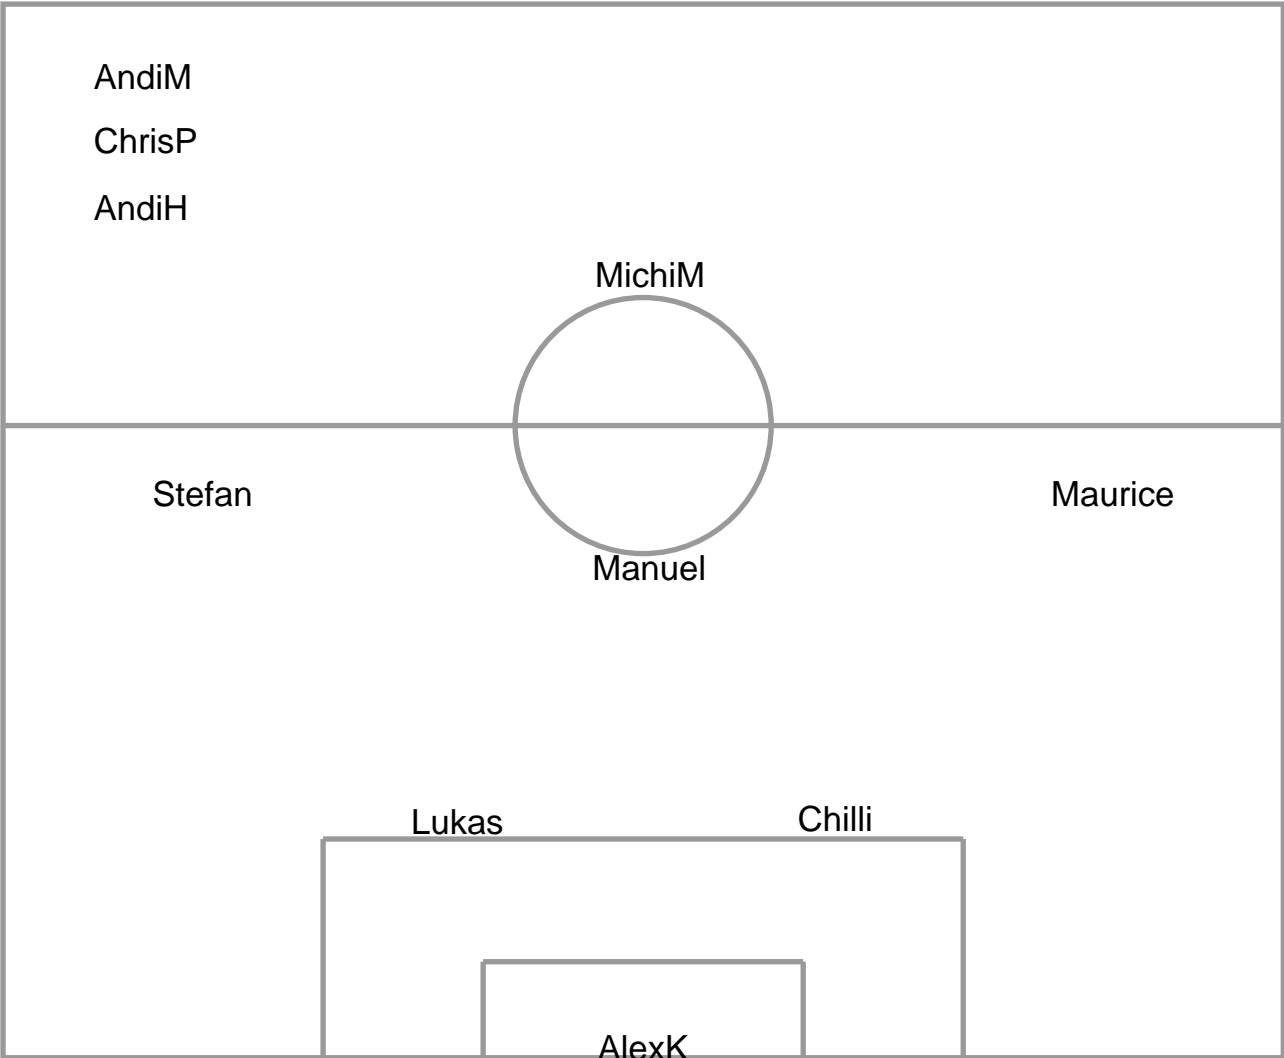 AndiM
ChrisP
AndiH
MichiM
Stefan
Maurice
Manuel
Lukas
Chilli
AlexK